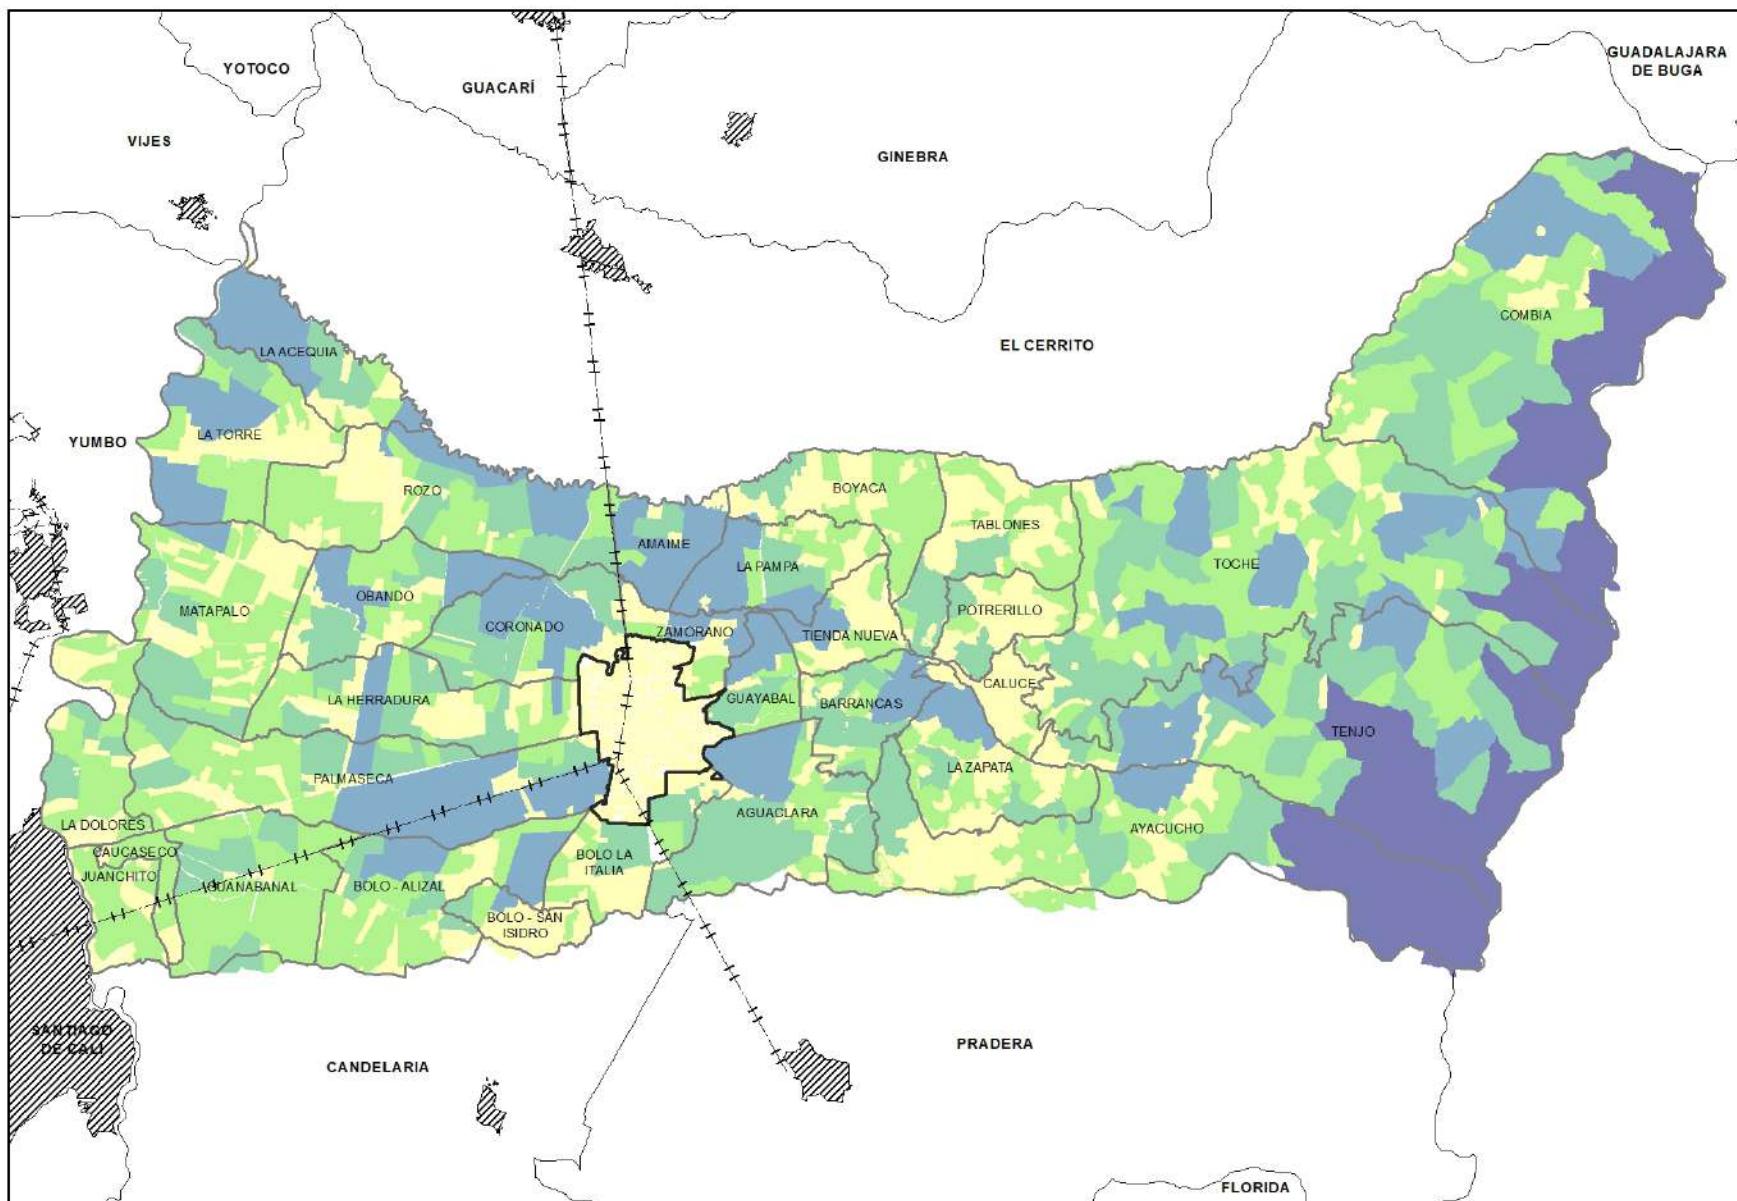 GUADALAJARA
DE BUGA
YOTOCO
GUACARÍ
VIJES
GINEBRA
COMBIA
EL CERRITO
LA ACEQUIA
YUMBO
LA TORRE
ROZO
BOYACA
TABLONES
AMAIME
LA PAMPA
TOCHE
OBANDO
MATAPALO
CORONADO
ZAMORANO
TIENDA NUEVA
POTRERILLO
CALUCE
LA HERRADURA
GUAYABAL
BARRANCAS
TENJO
PALMASECA
LA ZAPATA
AGUACLARA
AYACUCHO
LA DOLORES
CAUCASECO
JUANCHITO
GUANABANAL
BOLO - ALIZAL
BOLO LA
ITALIA
BOLO - SAN
ISIDRO
SANTIAGO
DE CALI
CANDELARIA
PRADERA
FLORIDA